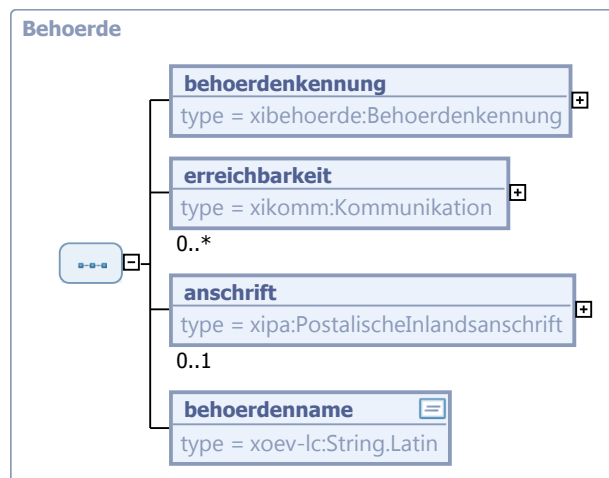 Behoerde
behoerdenkennung
type = xibehoerde:Behoerdenkennung
erreichbarkeit
type = xikomm:Kommunikation
0..*
anschrift
type = xipa:PostalischeInlandsanschrift
0..1
behoerdenname
type = xoev-lc:String.Latin